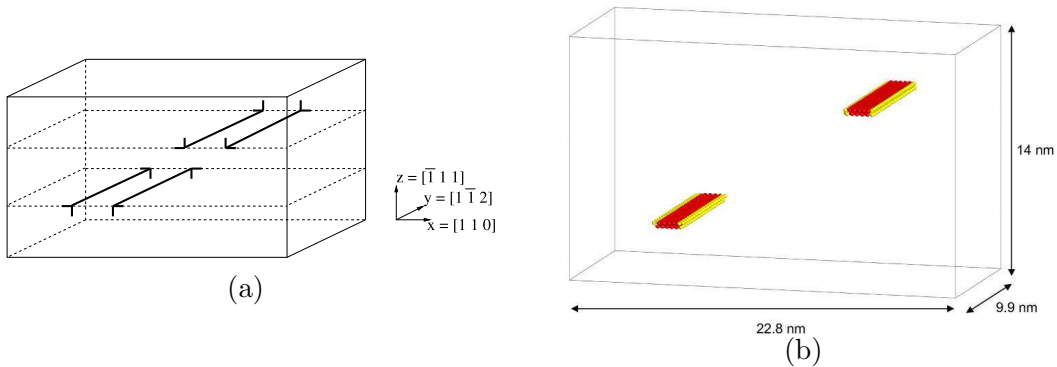 z = [1̅ 1 1]
y = [1 1̅ 2]
x = [1 1 0]
(a)
14 nm
9.9 nm
22.8 nm
(b)